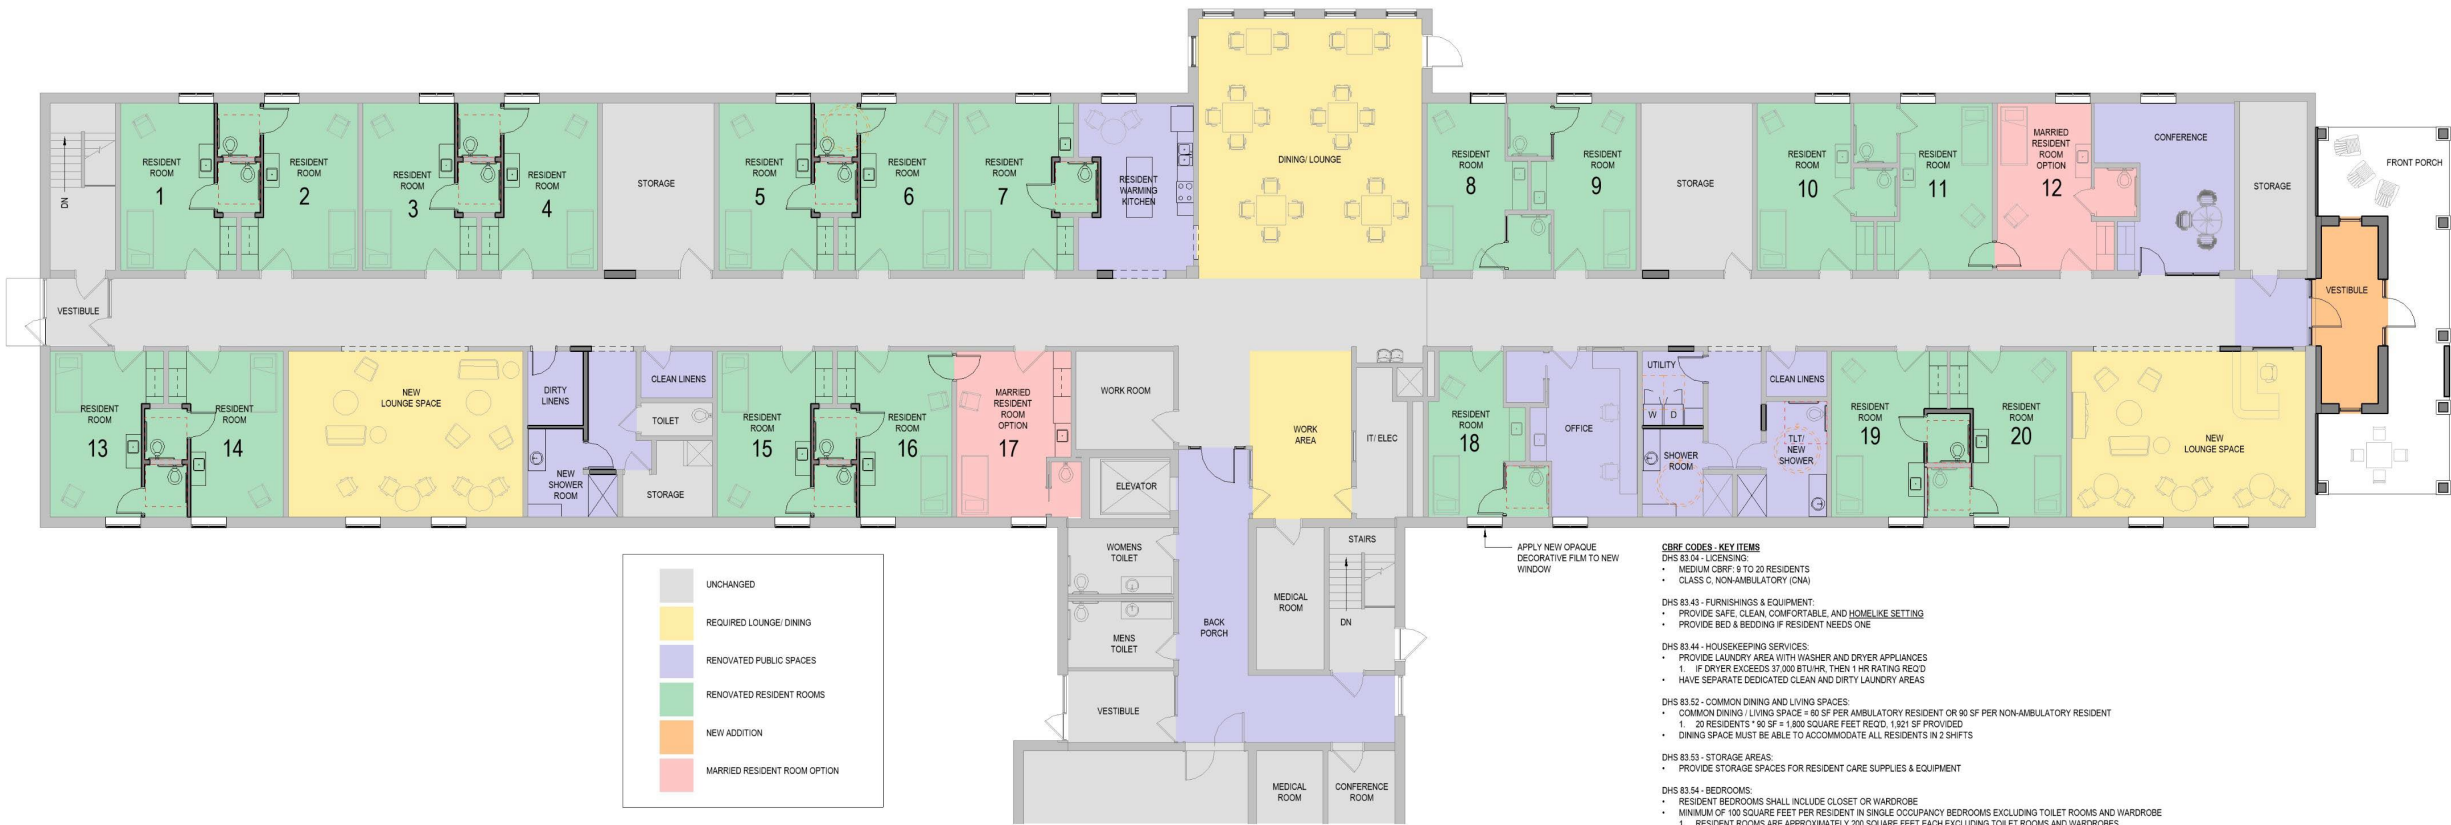 DN
RESIDENT
ROOM
1
RESIDENT
ROOM
2
RESIDENT
ROOM
3
RESIDENT
ROOM
4
STORAGE
RESIDENT
ROOM
5
RESIDENT
ROOM
6
RESIDENT
ROOM
7
RESIDENT
WARMING
KITCHEN
DINING/ LOUNGE
RESIDENT
ROOM
8
RESIDENT
ROOM
9
STORAGE
RESIDENT
ROOM
10
RESIDENT
ROOM
11
MARRIED
RESIDENT
ROOM
OPTION
12
CONFERENCE
STORAGE
FRONT PORCH
VESTIBULE
VESTIBULE
RESIDENT
ROOM
13
RESIDENT
ROOM
14
NEW
LOUNGE SPACE
DIRTY
LINENS
CLEAN LINENS
TOILET
NEW
SHOWER
ROOM
STORAGE
RESIDENT
ROOM
15
RESIDENT
ROOM
16
MARRIED
RESIDENT
ROOM
OPTION
17
WORK ROOM
ELEVATOR
WORK
AREA
IT/ ELEC
RESIDENT
ROOM
18
OFFICE
UTILITY
W
D
SHOWER
ROOM
CLEAN LINENS
TLT/
NEW
SHOWER
RESIDENT
ROOM
19
RESIDENT
ROOM
20
NEW
LOUNGE SPACE
WOMENS
TOILET
MENS
TOILET
BACK
PORCH
MEDICAL
ROOM
STAIRS
DN
VESTIBULE
MEDICAL
ROOM
CONFERENCE
ROOM
UNCHANGED
REQUIRED LOUNGE/ DINING
RENOVATED PUBLIC SPACES
RENOVATED RESIDENT ROOMS
NEW ADDITION
MARRIED RESIDENT ROOM OPTION
APPLY NEW OPAQUE
DECORATIVE FILM TO NEW
WINDOW
CBRF CODES - KEY ITEMS
DHS 83.04 - LICENSING:
• MEDIUM CBRF: 9 TO 20 RESIDENTS
• CLASS C, NON-AMBULATORY (CNA)
DHS 83.43 - FURNISHINGS & EQUIPMENT:
• PROVIDE SAFE, CLEAN, COMFORTABLE, AND HOMELIKE SETTING
• PROVIDE BED & BEDDING IF RESIDENT NEEDS ONE
DHS 83.44 - HOUSEKEEPING SERVICES:
• PROVIDE LAUNDRY AREA WITH WASHER AND DRYER APPLIANCES
1. IF DRYER EXCEEDS 37,000 BTU/HR, THEN 1 HR RATING REQ'D
• HAVE SEPARATE DEDICATED CLEAN AND DIRTY LAUNDRY AREAS
DHS 83.52 - COMMON DINING AND LIVING SPACES:
• COMMON DINING / LIVING SPACE = 60 SF PER AMBULATORY RESIDENT OR 90 SF PER NON-AMBULATORY RESIDENT
1. 20 RESIDENTS * 90 SF = 1,800 SQUARE FEET REQ'D, 1,921 SF PROVIDED
• DINING SPACE MUST BE ABLE TO ACCOMMODATE ALL RESIDENTS IN 2 SHIFTS
DHS 83.53 - STORAGE AREAS:
• PROVIDE STORAGE SPACES FOR RESIDENT CARE SUPPLIES & EQUIPMENT
DHS 83.54 - BEDROOMS:
• RESIDENT BEDROOMS SHALL INCLUDE CLOSET OR WARDROBE
• MINIMUM OF 100 SQUARE FEET PER RESIDENT IN SINGLE OCCUPANCY BEDROOMS EXCLUDING TOILET ROOMS AND WARDROBE
1. RESIDENT ROOMS ARE APPROXIMATELY 200 SQUARE FEET EACH EXCLUDING TOILET ROOMS AND WARDROBES